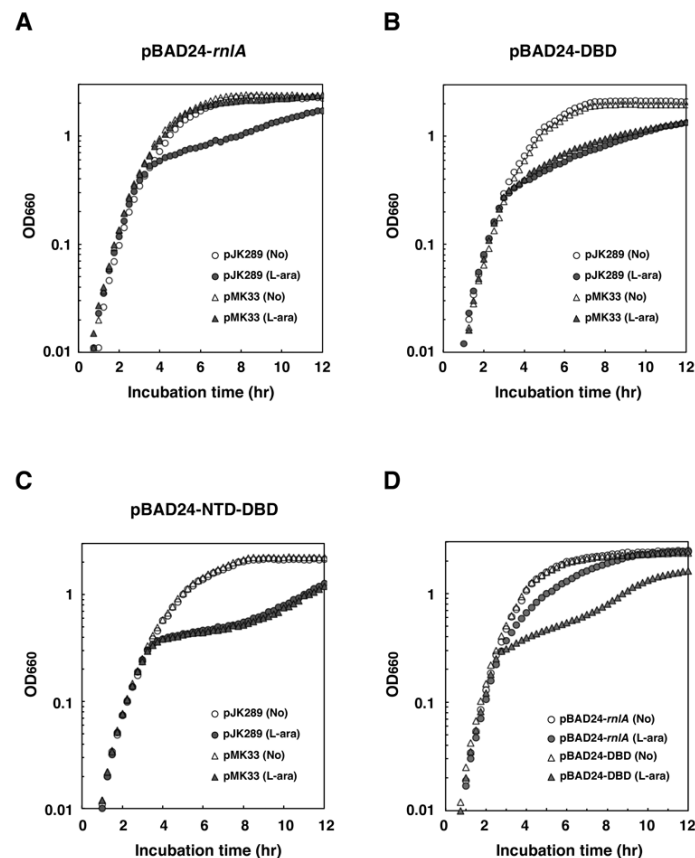 A
pBAD24-rnlA
OD660
1
0.1
0.01
pJK289 (No)
pJK289 (L-ara)
pMK33 (No)
pMK33 (L-ara)
0 2 4 6 8 10 12
Incubation time (hr)
B
pBAD24-DBD
OD660
1
0.1
0.01
pJK289 (No)
pJK289 (L-ara)
pMK33 (No)
pMK33 (L-ara)
0 2 4 6 8 10 12
Incubation time (hr)
C
pBAD24-NTD-DBD
OD660
1
0.1
0.01
pJK289 (No)
pJK289 (L-ara)
pMK33 (No)
pMK33 (L-ara)
0 2 4 6 8 10 12
Incubation time (hr)
D
OD660
1
0.1
0.01
pBAD24-rnlA (No)
pBAD24-rnlA (L-ara)
pBAD24-DBD (No)
pBAD24-DBD (L-ara)
0 2 4 6 8 10 12
Incubation time (hr)